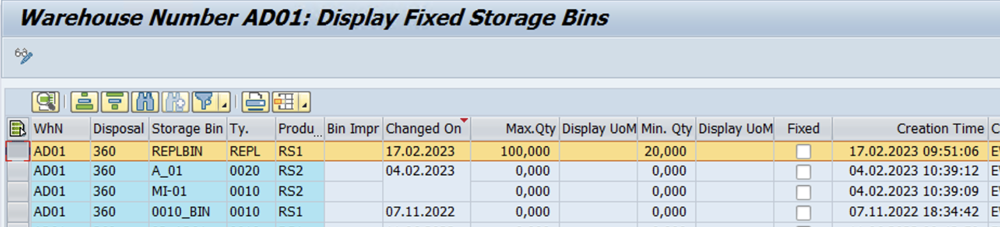 Warehouse Number AD01: Display Fixed Storage Bins
WhN Disposal Storage Bin Ty. Produ... Bin Impr Changed On Max.Qty Display UoM Min. Qty Display UoM Fixed Creation Time C
AD01 360 REPLBIN REPL RS1 17.02.2023 100,000 20,000 17.02.2023 09:51:06
AD01 360 A_01 0020 RS2 04.02.2023 0,000 0,000 04.02.2023 10:39:12
AD01 360 MI-01 0010 RS2 0,000 0,000 04.02.2023 10:39:09
AD01 360 0010_BIN 0010 RS1 07.11.2022 0,000 0,000 07.11.2022 18:34:42